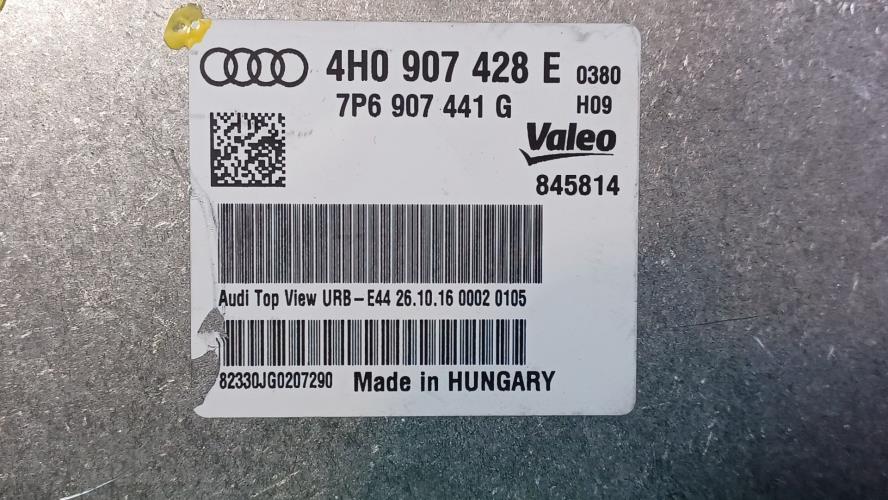 4H0 907 428 E 0380
7P6 907 441 G H09
Valeo
845814
Audi Top View URB-E44 26.10.16 0002 0105
82330JG0207290 Made in HUNGARY